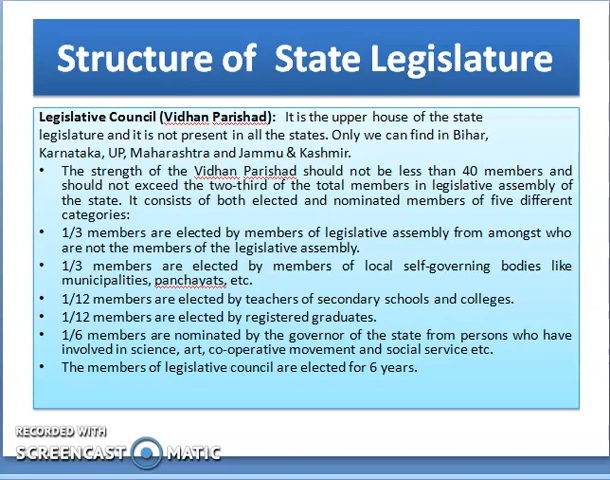 Structure of State Legislature
Legislative Council (Vidhan Parishad): It is the upper house of the state
legislature and it is not present in all the states. Only we can find in Bihar,
Karnataka, UP, Maharashtra and Jammu & Kashmir.
• The strength of the Vidhan Parishad should not be less than 40 members and
should not exceed the two-third of the total members in legislative assembly of
the state. It consists of both elected and nominated members of five different
categories:
• 1/3 members are elected by members of legislative assembly from amongst who
are not the members of the legislative assembly.
• 1/3 members are elected by members of local self-governing bodies like
municipalities, panchayats, etc.
• 1/12 members are elected by teachers of secondary schools and colleges.
• 1/12 members are elected by registered graduates.
• 1/6 members are nominated by the governor of the state from persons who have
involved in science, art, co-operative movement and social service etc.
• The members of legislative council are elected for 6 years.
RECORDED WITH
SCREENCAST MATIC